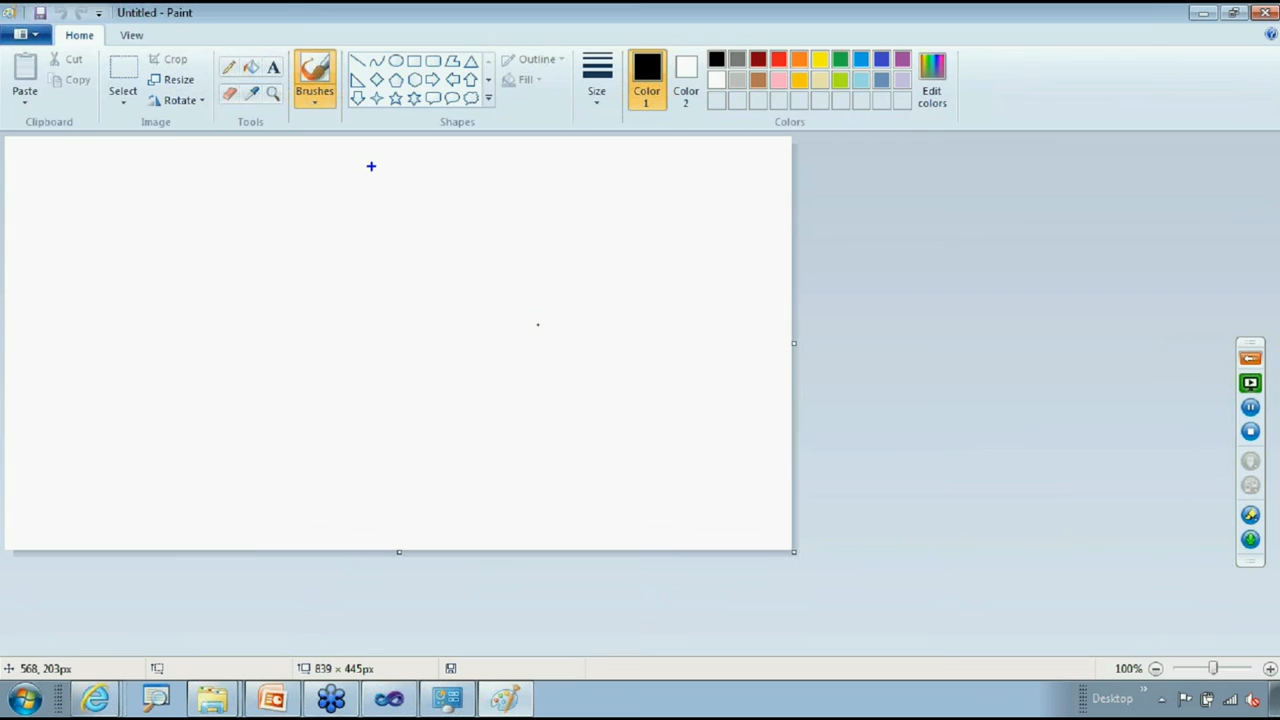 Untitled - Paint
Home View
Paste
Cut
Copy
Clipboard
Select
Crop
Resize
Rotate
Image
A
Tools
Brushes
Outline
Fill
Shapes
Size
Color 1
Color 2
Edit colors
Colors
568, 203px
839 × 445px
100%
Desktop